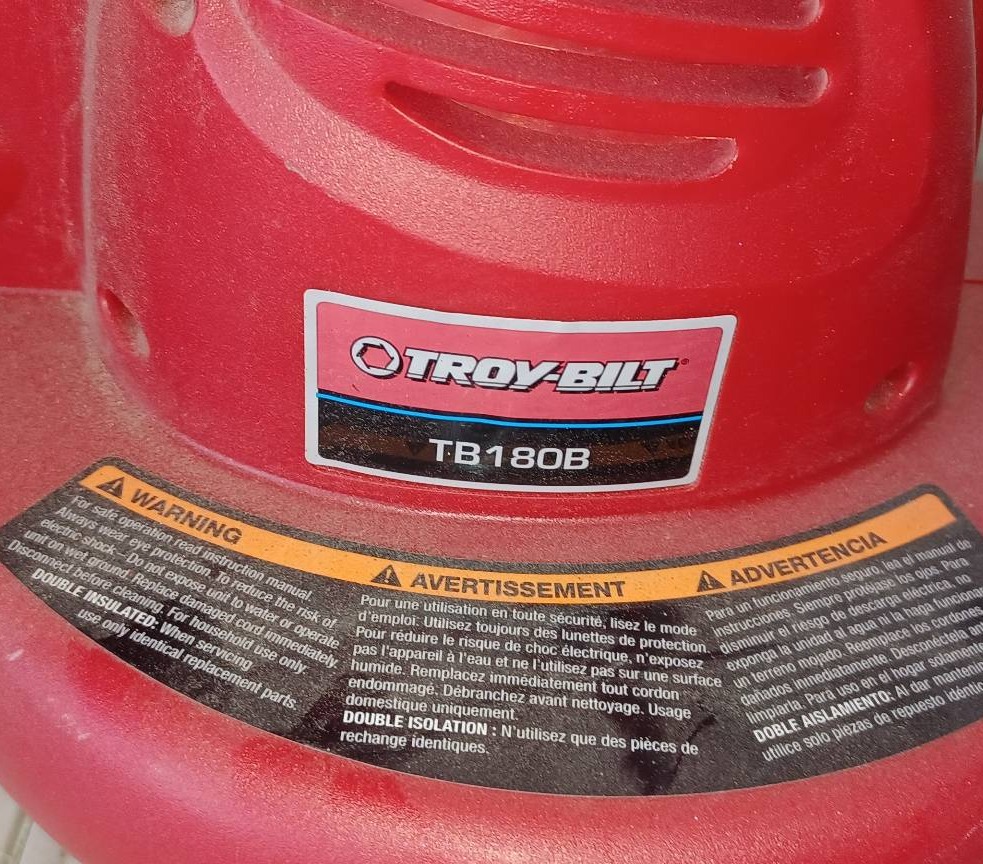 TROY-BILT®
TB180B
WARNING
For safe operation read instruction manual.
Always wear eye protection. To reduce the risk of
electric shock—Do not expose unit to water or operate
unit on wet ground. Replace damaged cord immediately
Disconnect before cleaning. For household use only.
DOUBLE INSULATED: When servicing
use only identical replacement parts.
AVERTISSEMENT
Pour une utilisation en toute sécurité, lisez le mode
d'emploi. Utilisez toujours des lunettes de protection.
Pour réduire le risque de choc électrique, n'exposez
pas l'appareil à l'eau et ne l'utilisez pas sur une surface
humide. Remplacez immédiatement tout cordon
endommagé. Débranchez avant nettoyage. Usage
domestique uniquement.
DOUBLE ISOLATION : N'utilisez que des pièces de
rechange identiques.
ADVERTENCIA
Para un funcionamiento seguro, lea el manual de
instrucciones. Siempre protese los ojos. Para
disminuir el riesgo de descarga eléctrica no
exponga la unidad al agua ni la haga funcionar
un terreno mojado. Reemplace los cordones
dañados inmediatamente. Desconéctela
limpiarla. Para uso en el hogar solamente
DOBLE AISLAMIENTO: Al dar
utilice solo piezas de repuesto